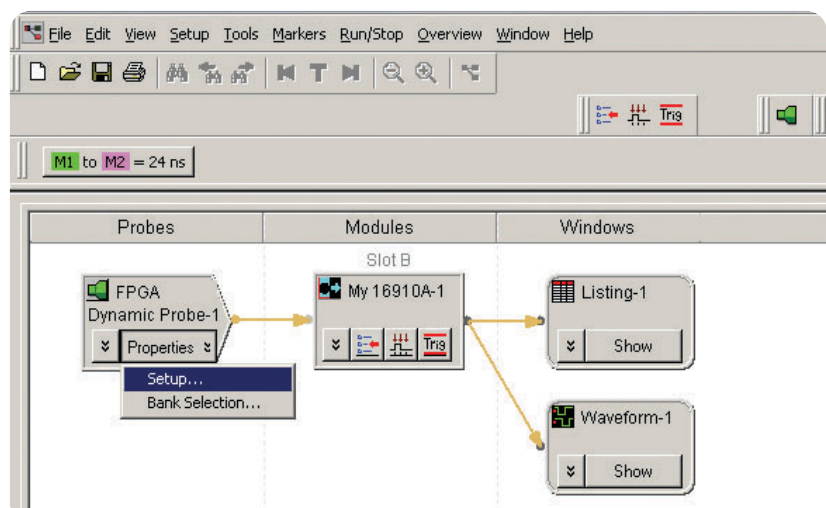 File Edit View Setup Tools Markers Run/Stop Overview Window Help
T
Trig
M1 to M2 = 24 ns
Probes Modules Windows
Slot B
FPGA
Dynamic Probe-1
Properties
My 16910A-1
Trig
Listing-1
Show
Setup...
Bank Selection...
Waveform-1
Show